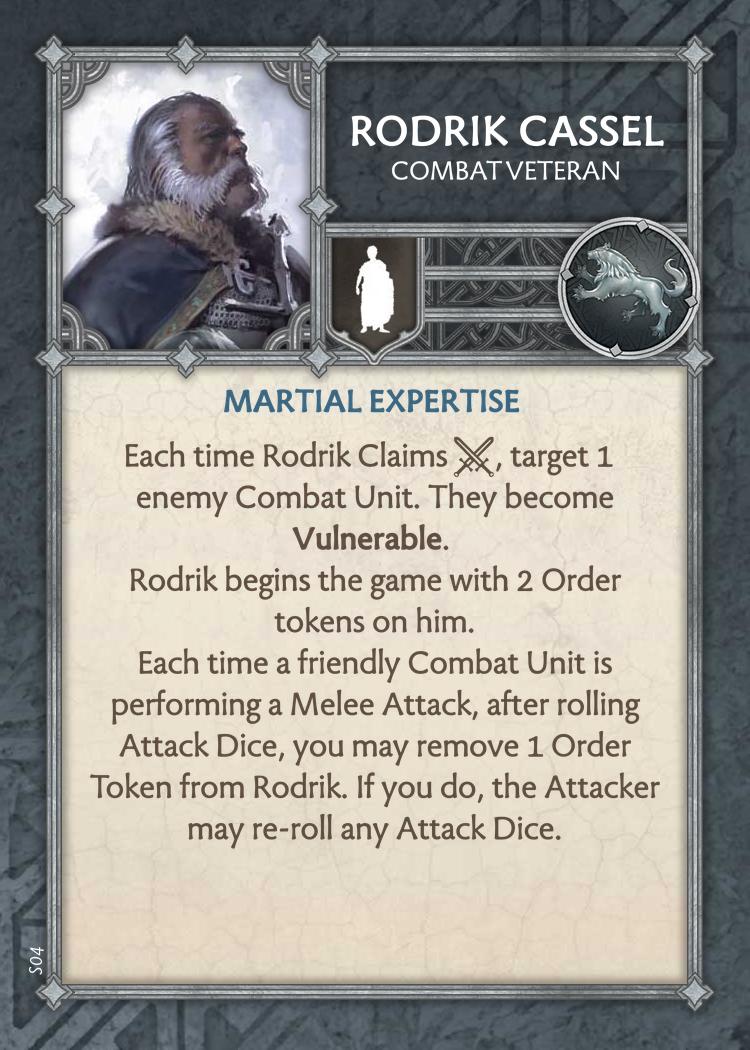 RODRIK CASSEL
COMBAT VETERAN
MARTIAL EXPERTISE
Each time Rodrik Claims , target 1
enemy Combat Unit. They become
Vulnerable.
Rodrik begins the game with 2 Order
tokens on him.
Each time a friendly Combat Unit is
performing a Melee Attack, after rolling
Attack Dice, you may remove 1 Order
Token from Rodrik. If you do, the Attacker
may re-roll any Attack Dice.
S04